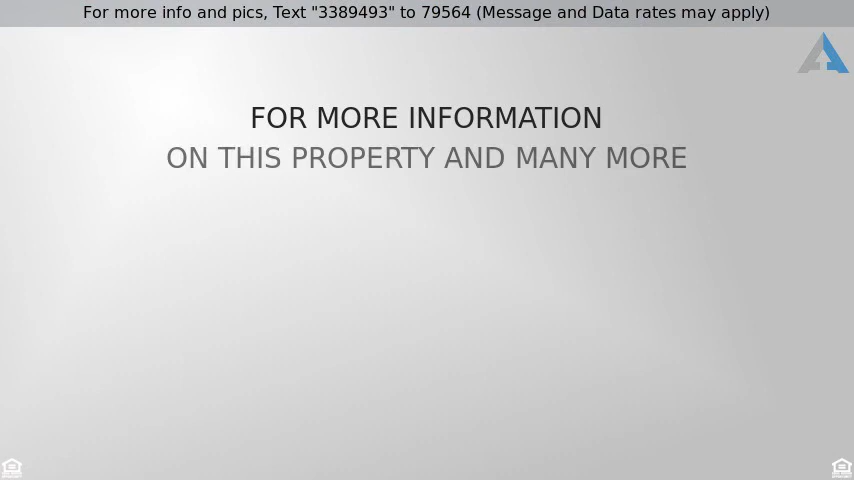 For more info and pics, Text "3389493" to 79564 (Message and Data rates may apply)
FOR MORE INFORMATION
ON THIS PROPERTY AND MANY MORE